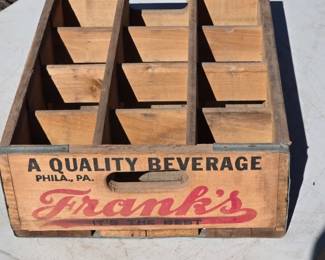 A QUALITY BEVERAGE
PHILA., PA.
Frank's
IT'S THE BEST